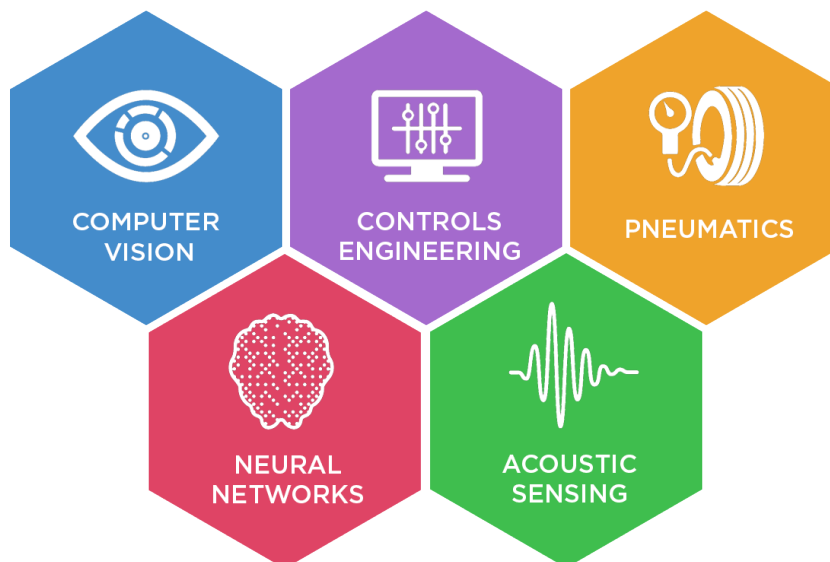 COMPUTER
VISION
CONTROLS
ENGINEERING
PNEUMATICS
NEURAL
NETWORKS
ACOUSTIC
SENSING